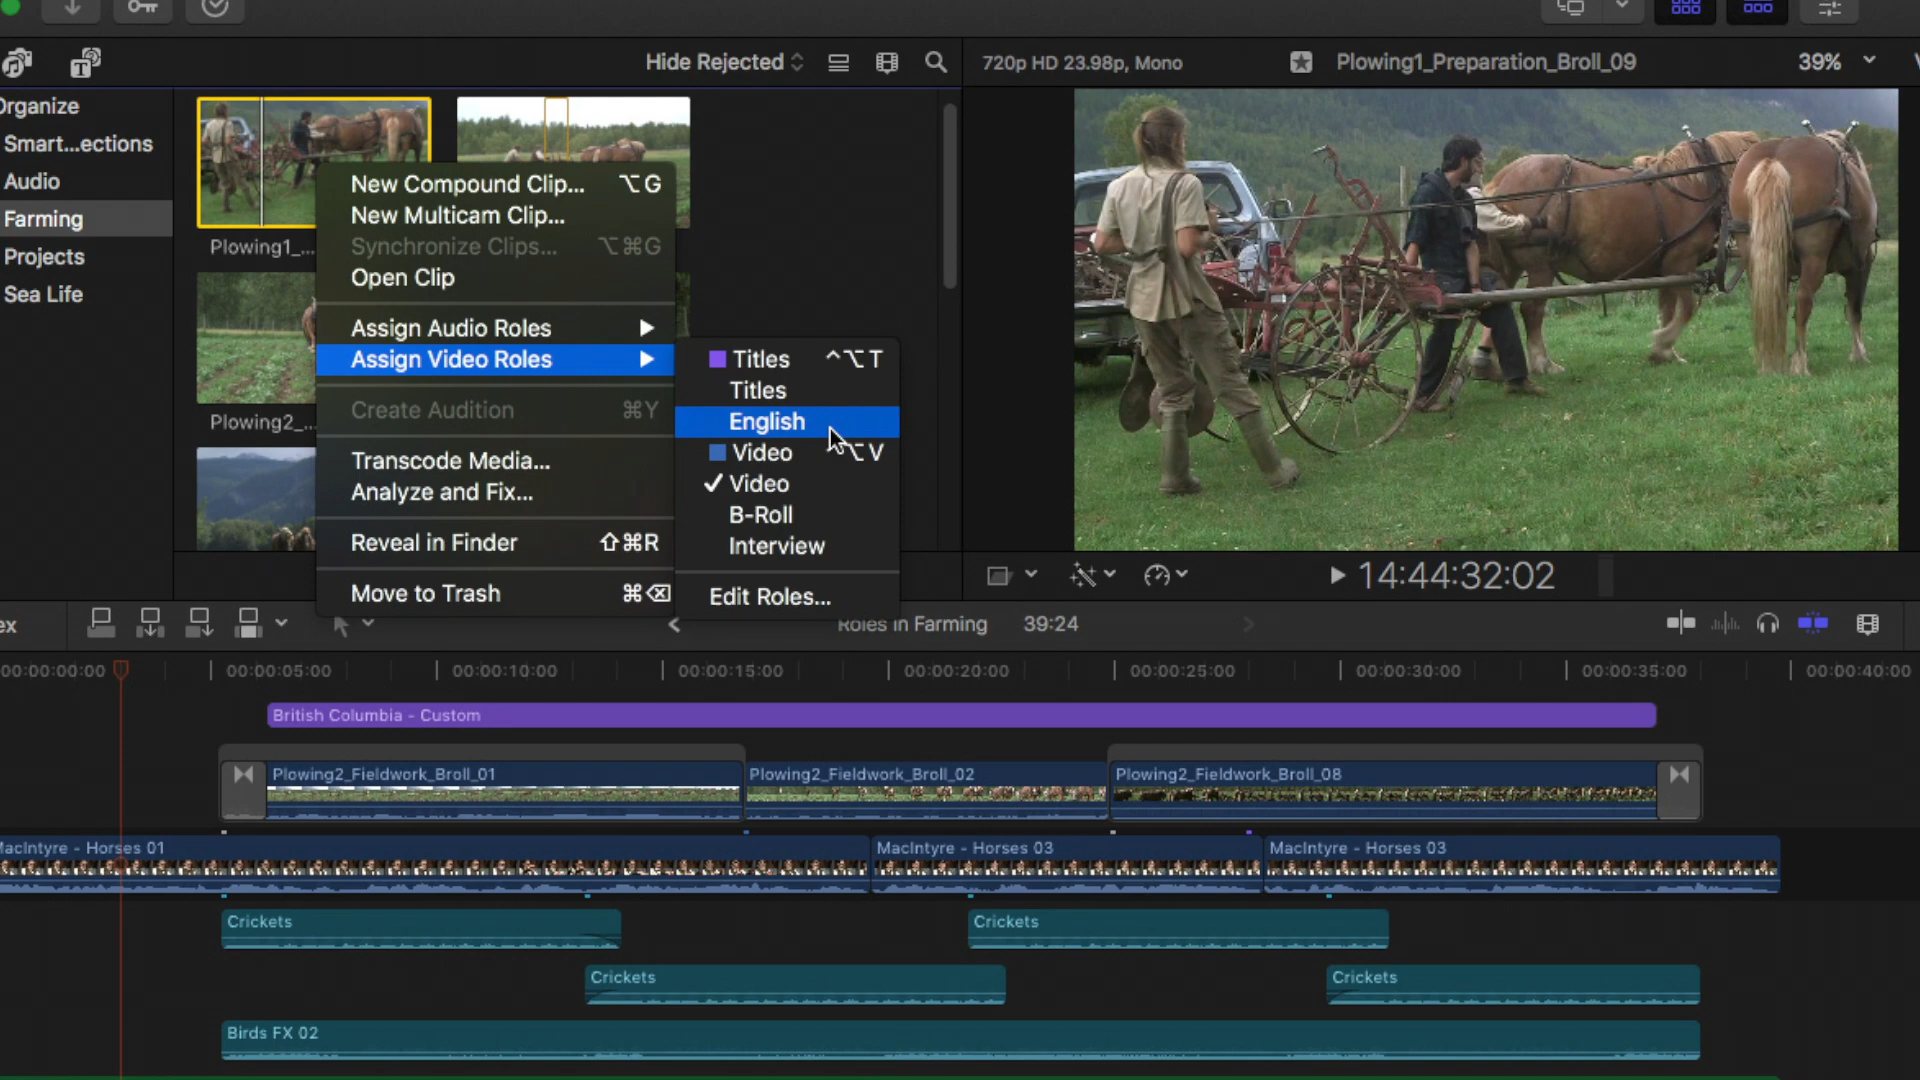 Hide Rejected
720p HD 23.98p, Mono
Plowing1_Preparation_Broll_09
39%
Organize
Smart...ections
Audio
Farming
Projects
Sea Life
Plowing1_...
Plowing2_...
New Compound Clip... ⌥G
New Multicam Clip...
Synchronize Clips... ⌥⌘G
Open Clip
Assign Audio Roles
Assign Video Roles
Create Audition ⌘Y
Transcode Media...
Analyze and Fix...
Reveal in Finder ⇧⌘R
Move to Trash ⌘⌫
Titles ^⌥T
Titles
English
Video ⌥V
Video
B-Roll
Interview
Edit Roles...
14:44:32:02
ex
Roles in Farming 39:24
00:00:00:00 00:00:05:00 00:00:10:00 00:00:15:00 00:00:20:00 00:00:25:00 00:00:30:00 00:00:35:00 00:00:40:00
British Columbia - Custom
Plowing2_Fieldwork_Broll_01 Plowing2_Fieldwork_Broll_02 Plowing2_Fieldwork_Broll_08
MacIntyre - Horses 01 MacIntyre - Horses 03 MacIntyre - Horses 03
Crickets Crickets
Crickets Crickets
Birds FX 02